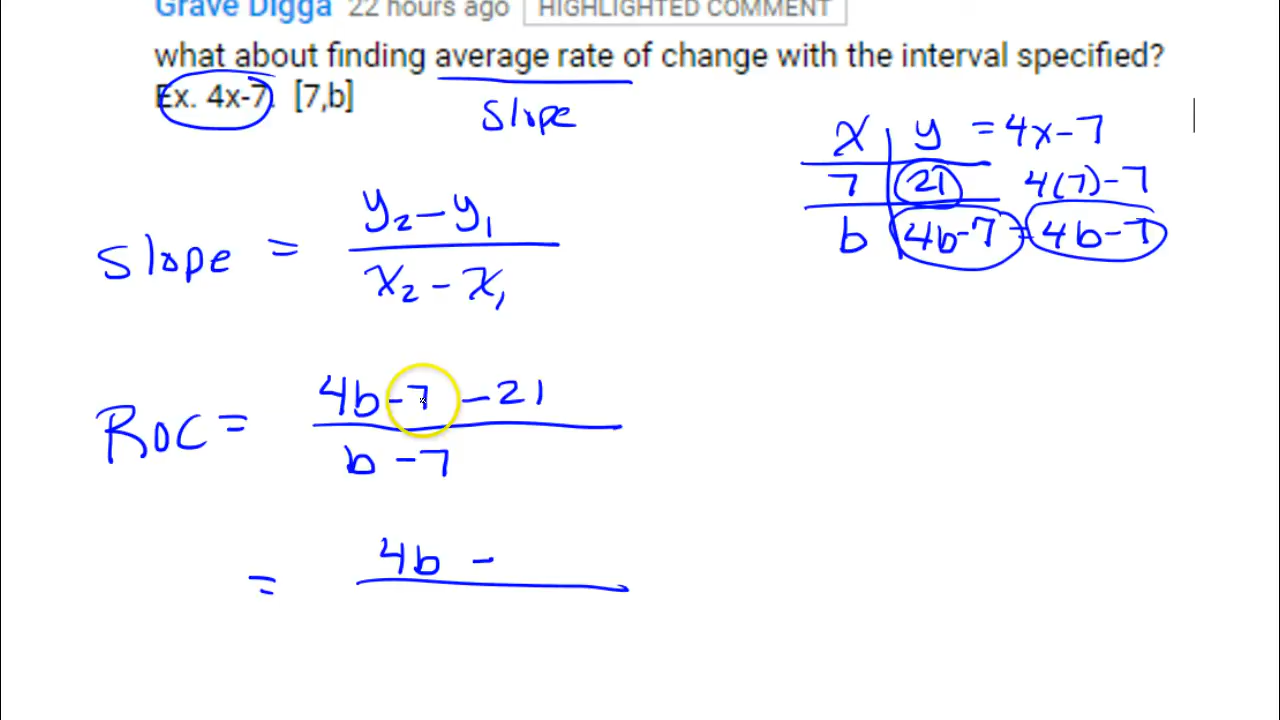 Grave Digga 22 hours ago HIGHLIGHTED COMMENT
what about finding average rate of change with the interval specified?
Ex. 4x-7 [7,b]
slope
x y = 4x-7
7 21 4(7)-7
b 4b-7 = 4b-7
slope = y₂-y₁
x₂-x₁
ROC = 4b-7 -21
b-7
= 4b -